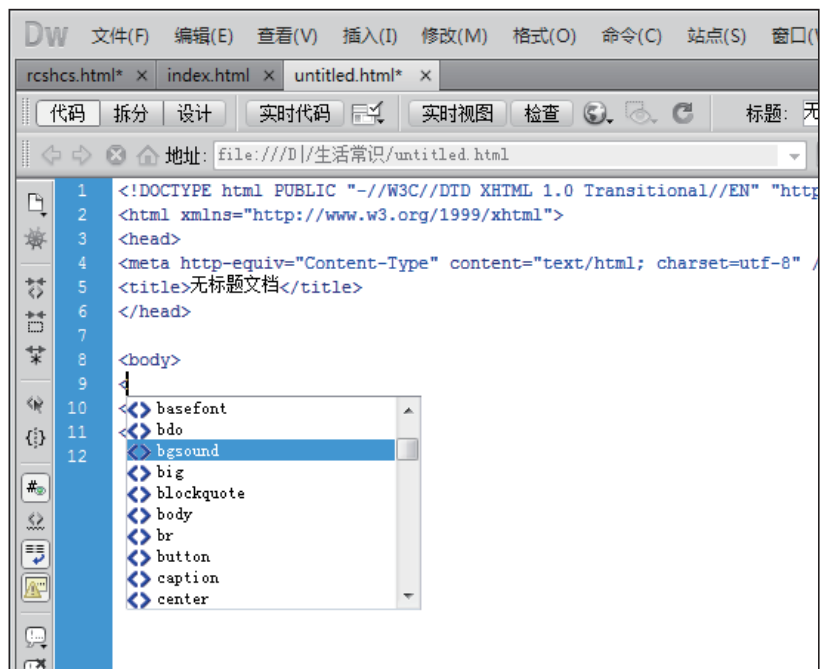 Dw 文件(F) 编辑(E) 查看(V) 插入(I) 修改(M) 格式(O) 命令(C) 站点(S) 窗口(
rcshcs.html* × index.html × untitled.html* ×
代码 拆分 设计 实时代码 实时视图 检查 标题: 无
地址: file:///D|/生活常识/untitled.html
1 <!DOCTYPE html PUBLIC "-//W3C//DTD XHTML 1.0 Transitional//EN" "http
2 <html xmlns="http://www.w3.org/1999/xhtml">
3 <head>
4 <meta http-equiv="Content-Type" content="text/html; charset=utf-8" /
5 <title>无标题文档</title>
6 </head>
7
8 <body>
9 <
10 <
11 <
12
basefont
bdo
bgsound
big
blockquote
body
br
button
caption
center